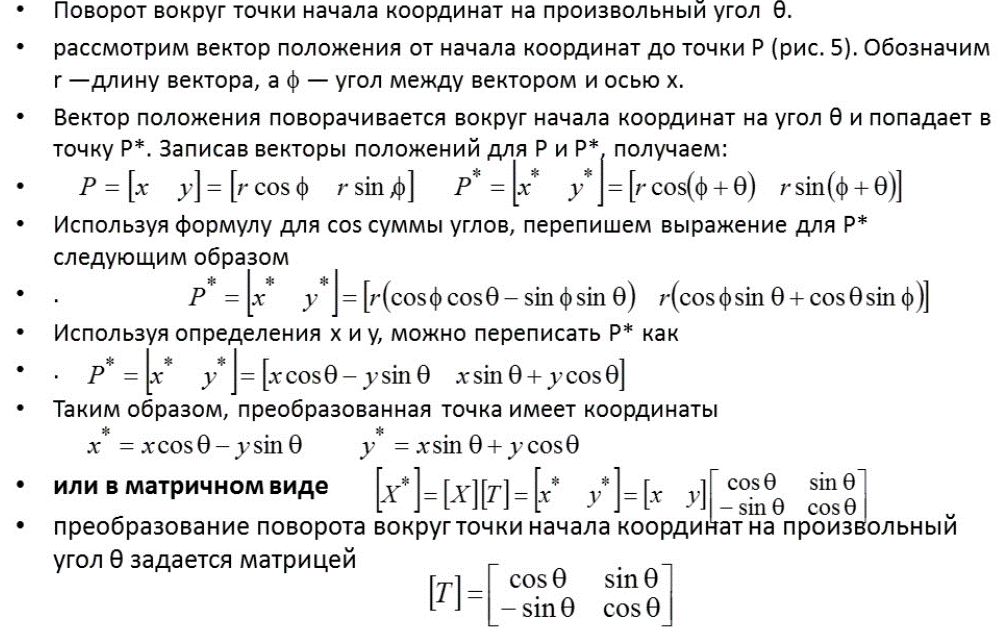 • Поворот вокруг точки начала координат на произвольный угол θ.
• рассмотрим вектор положения от начала координат до точки P (рис. 5). Обозначим
r —длину вектора, а ϕ — угол между вектором и осью x.
• Вектор положения поворачивается вокруг начала координат на угол θ и попадает в
точку P*. Записав векторы положений для P и P*, получаем:
• P = [x y] = [r cos ϕ r sin ϕ] P* = [x* y*] = [r cos(ϕ + θ) r sin(ϕ + θ)]
• Используя формулу для cos суммы углов, перепишем выражение для P*
следующим образом
• . P* = [x* y*] = [r(cos ϕ cos θ − sin ϕ sin θ) r(cos ϕ sin θ + cos θ sin ϕ)]
• Используя определения x и y, можно переписать P* как
• . P* = [x* y*] = [x cos θ − y sin θ x sin θ + y cos θ]
• Таким образом, преобразованная точка имеет координаты
x* = x cos θ − y sin θ y* = x sin θ + y cos θ
• или в матричном виде [X*] = [X][T] = [x* y*] = [x y][cos θ sin θ
− sin θ cos θ]
• преобразование поворота вокруг точки начала координат на произвольный
угол θ задается матрицей
[T] = [cos θ sin θ
− sin θ cos θ]